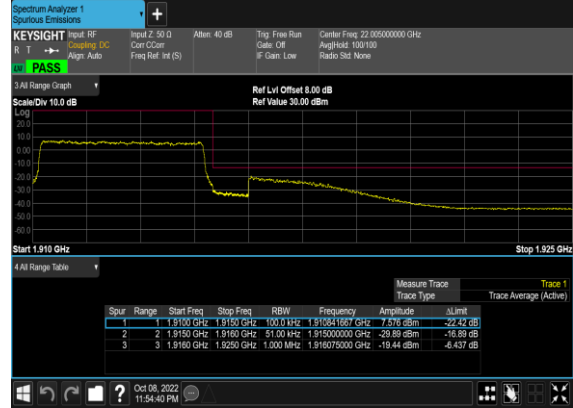 Spectrum Analyzer 1
Spurious Emissions
KEYSIGHT Input: RF Input Z: 50 Ω Atten: 40 dB Trig: Free Run Center Freq: 22.005000000 GHz
R T Coupling: DC Corr CCorr Gate: Off Avg|Hold: 100/100
Align: Auto Freq Ref: Int (S) IF Gain: Low Radio Std: None
LW PASS
3 All Range Graph
Ref Lvl Offset 8.00 dB
Scale/Div 10.0 dB Ref Value 30.00 dBm
Log
20.0
10.0
0.00
-10.0
-20.0
-30.0
-40.0
-50.0
-60.0
Start 1.910 GHz Stop 1.925 GHz
4 All Range Table
Measure Trace Trace 1
Trace Type Trace Average (Active)
Spur Range Start Freq Stop Freq RBW Frequency Amplitude ΔLimit
1 1 1.9100 GHz 1.9150 GHz 100.0 kHz 1.910841667 GHz 7.576 dBm -22.42 dB
2 2 1.9150 GHz 1.9160 GHz 51.00 kHz 1.915000000 GHz -29.89 dBm -16.89 dB
3 3 1.9160 GHz 1.9250 GHz 1.000 MHz 1.916075000 GHz -19.44 dBm -6.437 dB
? Oct 08, 2022
11:54:40 PM